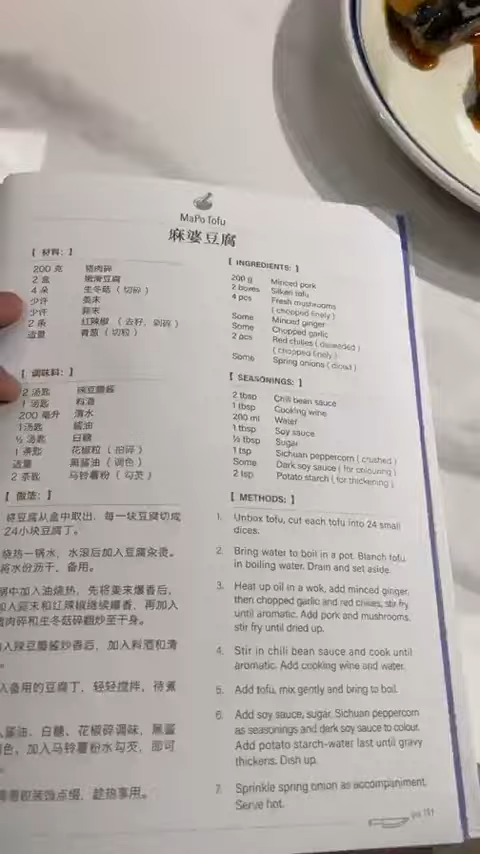 MaPo Tofu
麻婆豆腐
【 材料: 】
200 克 猪肉碎
2 盒 嫩滑豆腐
4 朵 生冬菇 ( 切碎 )
少许 姜末
少许 蒜末
2 条 红辣椒 ( 去籽, 剁碎 )
适量 青葱 ( 切粒 )
【 调味料: 】
2 汤匙 辣豆瓣酱
1 汤匙 料酒
200 毫升 清水
1 汤匙 酱油
½ 汤匙 白糖
1 茶匙 花椒粒 ( 拍碎 )
适量 黑酱油 ( 调色 )
2 茶匙 马铃薯粉 ( 勾芡 )
【 做法: 】
将豆腐从盒中取出, 每一块豆腐切成
24小块豆腐丁。
烧热一锅水, 水滚后加入豆腐汆烫。
将水份沥干, 备用。
锅中加入油烧热, 先将姜末爆香后,
加入蒜末和红辣椒继续爆香, 再加入
猪肉碎和生冬菇碎翻炒至干身。
加入辣豆瓣酱炒香后, 加入料酒和清
入备用的豆腐丁, 轻轻搅拌, 待煮
酱油、白糖、花椒碎调味, 黑酱
色, 加入马铃薯粉水勾芡, 即可
青葱粒装饰点缀, 趁热享用。
【 INGREDIENTS: 】
200 g Minced pork
2 boxes Silken tofu
4 pcs Fresh mushrooms
( chopped finely )
Some Minced ginger
Some Chopped garlic
2 pcs Red chilies ( deseeded )
( chopped finely )
Some Spring onions ( diced )
【 SEASONINGS: 】
2 tbsp Chili bean sauce
1 tbsp Cooking wine
200 ml Water
1 tbsp Soy sauce
½ tbsp Sugar
1 tsp Sichuan peppercorn ( crushed )
Some Dark soy sauce ( for colouring )
2 tsp Potato starch ( for thickening )
【 METHODS: 】
1. Unbox tofu, cut each tofu into 24 small
dices.
2. Bring water to boil in a pot. Blanch tofu
in boiling water. Drain and set aside.
3. Heat up oil in a wok, add minced ginger,
then chopped garlic and red chilies, stir fry
until aromatic. Add pork and mushrooms,
stir fry until dried up.
4. Stir in chili bean sauce and cook until
aromatic. Add cooking wine and water.
5. Add tofu, mix gently and bring to boil.
6. Add soy sauce, sugar, Sichuan peppercorn
as seasonings and dark soy sauce to colour.
Add potato starch-water last until gravy
thickens. Dish up.
7. Sprinkle spring onion as accompaniment.
Serve hot.